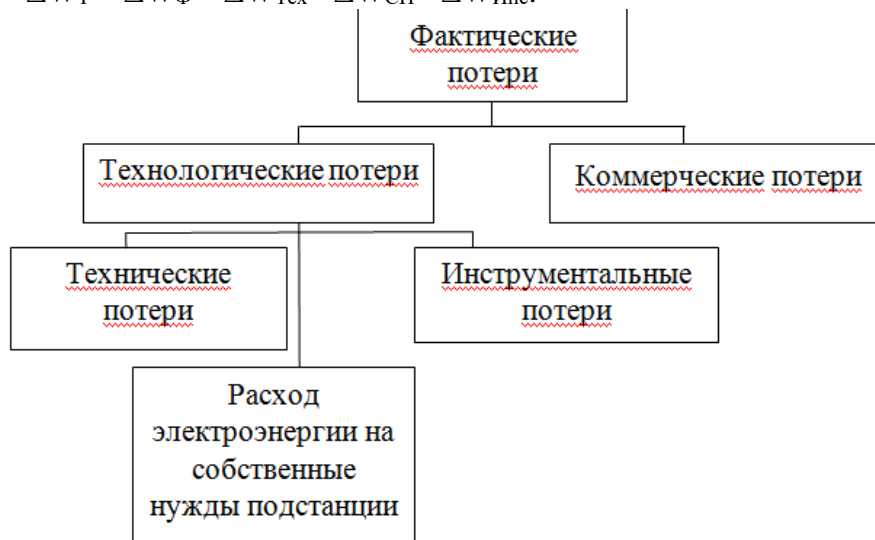 Фактические
потери
Технологические потери
Коммерческие потери
Технические
потери
Инструментальные
потери
Расход
электроэнергии на
собственные
нужды подстанции